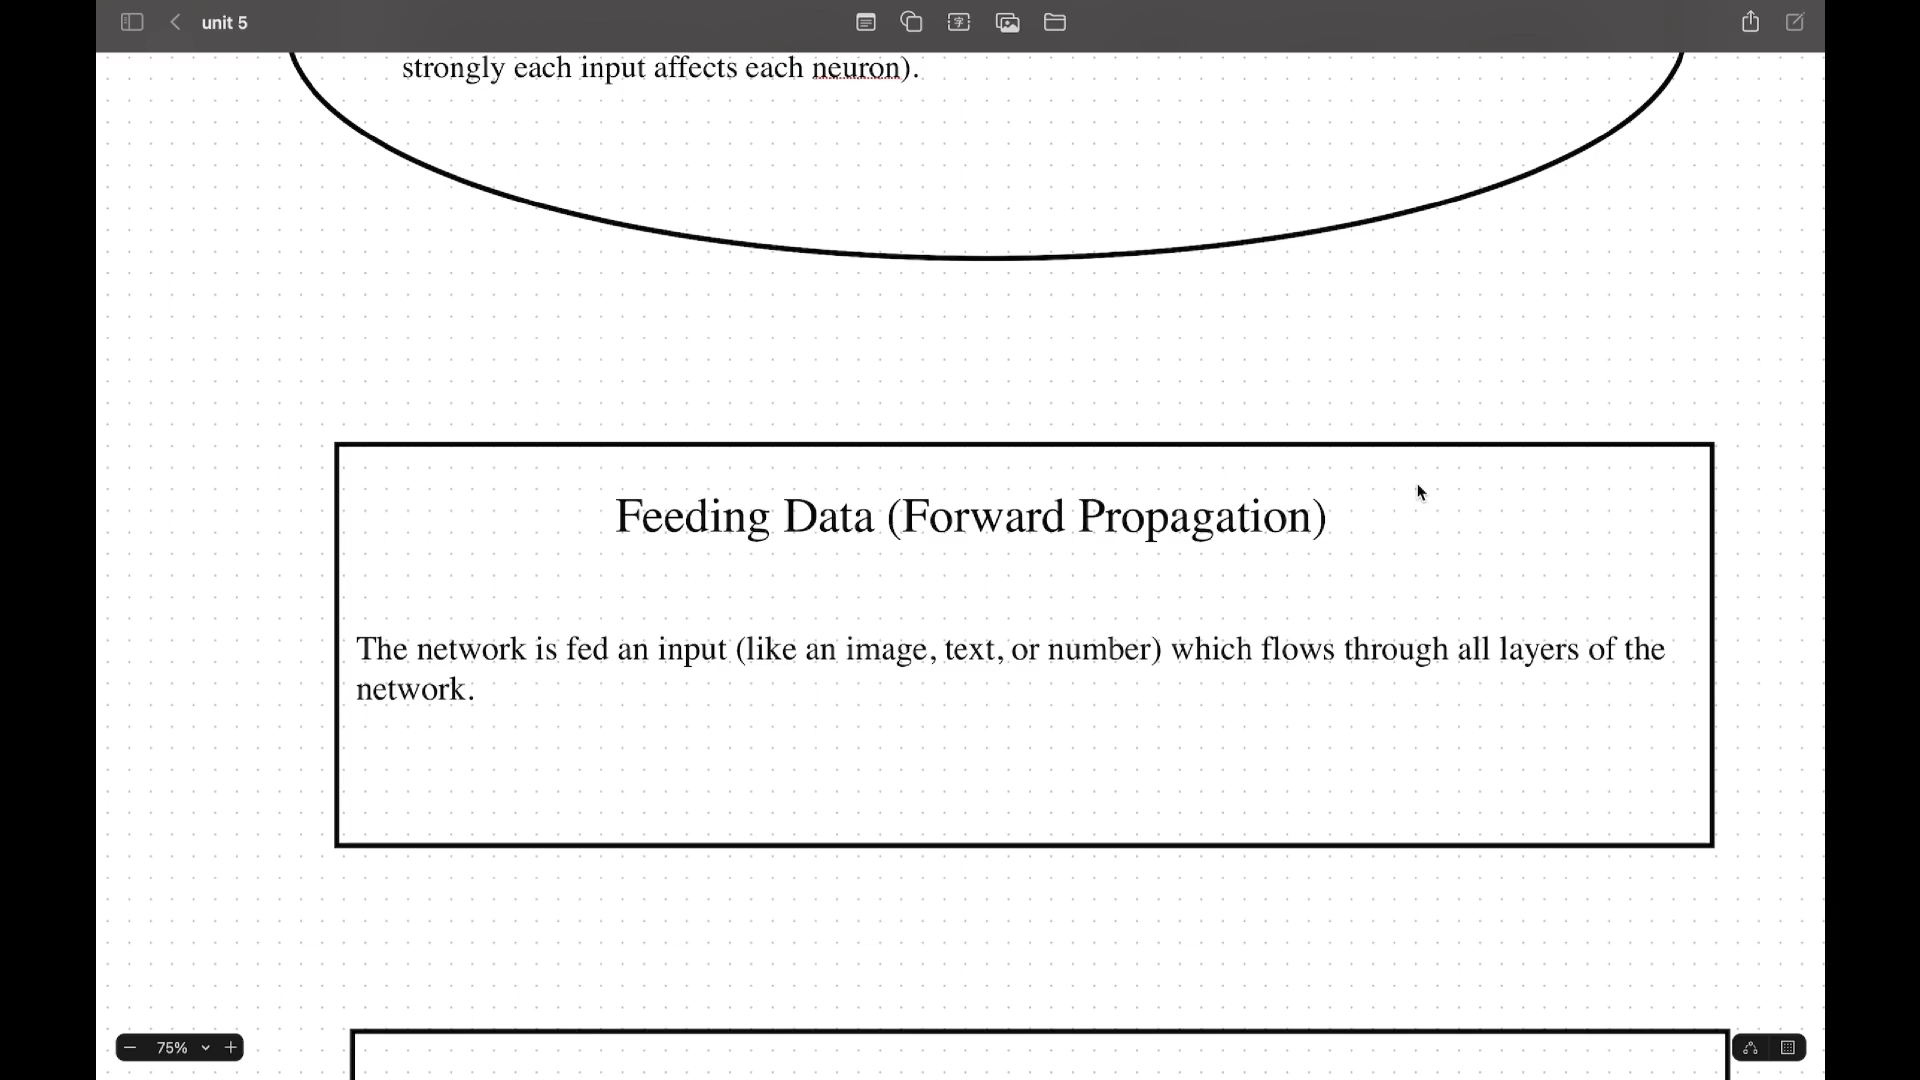 unit 5
strongly each input affects each neuron).
Feeding Data (Forward Propagation)
The network is fed an input (like an image, text, or number) which flows through all layers of the
network.
75%